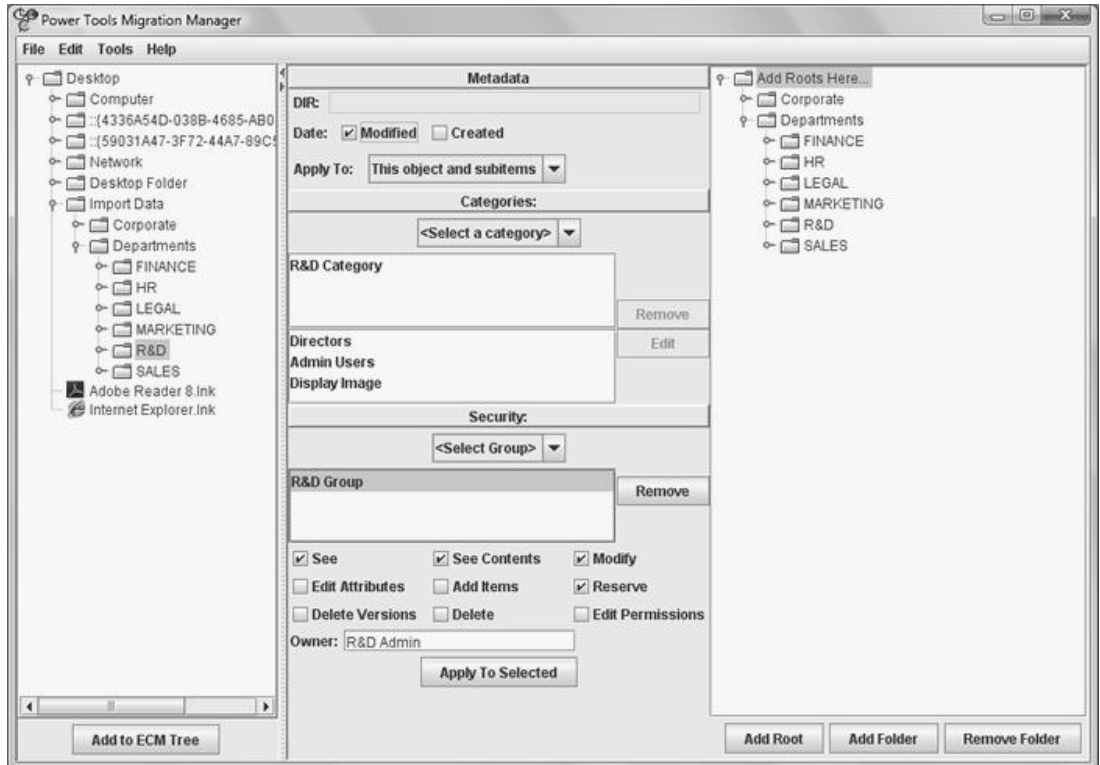 Power Tools Migration Manager
File Edit Tools Help
Desktop
Computer
::{4336A54D-038B-4685-AB0
::{59031A47-3F72-44A7-89C5
Network
Desktop Folder
Import Data
Corporate
Departments
FINANCE
HR
LEGAL
MARKETING
R&D
SALES
Adobe Reader 8.lnk
Internet Explorer.lnk
Add to ECM Tree
Metadata
DIR:
Date: Modified Created
Apply To: This object and subitems
Categories:
<Select a category>
R&D Category
Remove
Directors
Edit
Admin Users
Display Image
Security:
<Select Group>
R&D Group
Remove
See See Contents Modify
Edit Attributes Add Items Reserve
Delete Versions Delete Edit Permissions
Owner: R&D Admin
Apply To Selected
Add Roots Here...
Corporate
Departments
FINANCE
HR
LEGAL
MARKETING
R&D
SALES
Add Root Add Folder Remove Folder